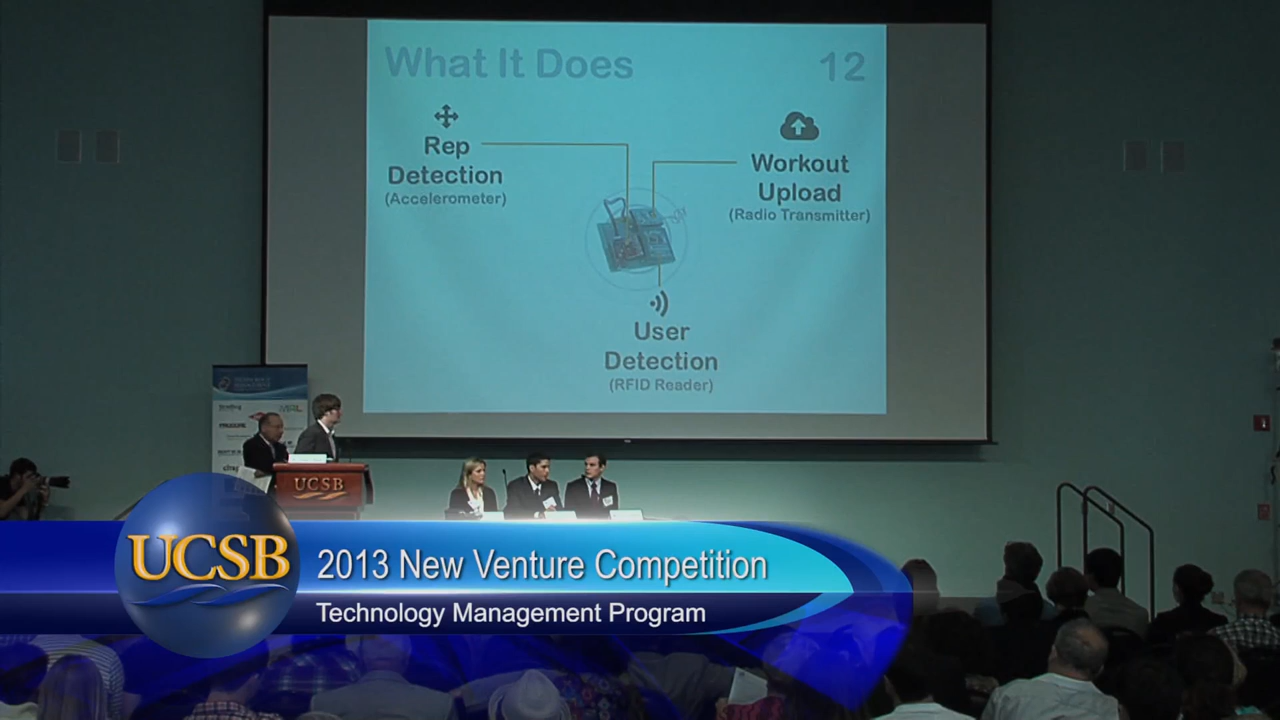 What It Does
12
Rep
Detection
(Accelerometer)
Workout
Upload
(Radio Transmitter)
User
Detection
(RFID Reader)
UCSB
UCSB
2013 New Venture Competition
Technology Management Program